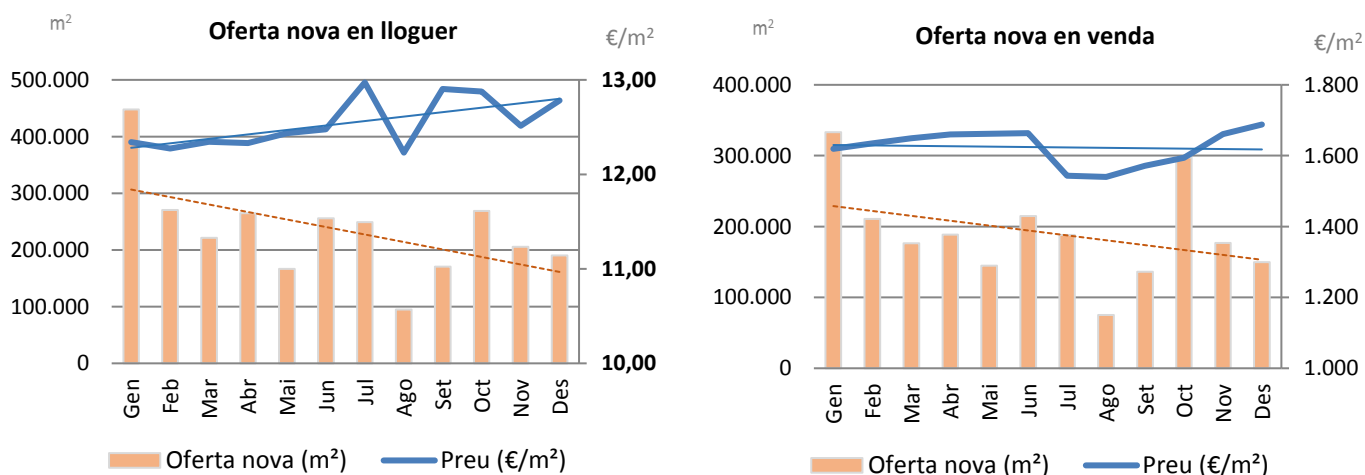 m²
Oferta nova en lloguer
€/m²
500.000
400.000
300.000
200.000
100.000
0
13,00
12,00
11,00
10,00
Gen
Feb
Mar
Abr
Mai
Jun
Jul
Ago
Set
Oct
Nov
Des
Oferta nova (m²)
Preu (€/m²)
m²
Oferta nova en venda
€/m²
400.000
300.000
200.000
100.000
0
1.800
1.600
1.400
1.200
1.000
Gen
Feb
Mar
Abr
Mai
Jun
Jul
Ago
Set
Oct
Nov
Des
Oferta nova (m²)
Preu (€/m²)